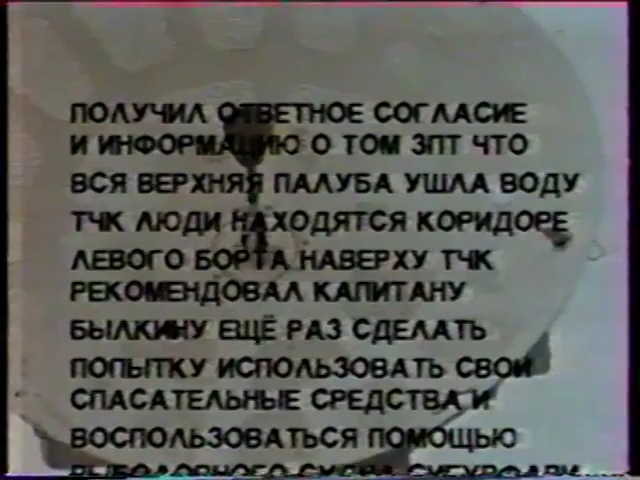 ПОЛУЧИЛ ОТВЕТНОЕ СОГЛАСИЕ
И ИНФОРМАЦИЮ О ТОМ ЗПТ ЧТО
ВСЯ ВЕРХНЯЯ ПАЛУБА УШЛА ВОДУ
ТЧК ЛЮДИ НАХОДЯТСЯ КОРИДОРЕ
ЛЕВОГО БОРТА НАВЕРХУ ТЧК
РЕКОМЕНДОВАЛ КАПИТАНУ
БЫЛКИНУ ЕЩЁ РАЗ СДЕЛАТЬ
ПОПЫТКУ ИСПОЛЬЗОВАТЬ СВОИ
СПАСАТЕЛЬНЫЕ СРЕДСТВА И
ВОСПОЛЬЗОВАТЬСЯ ПОМОЩЬЮ